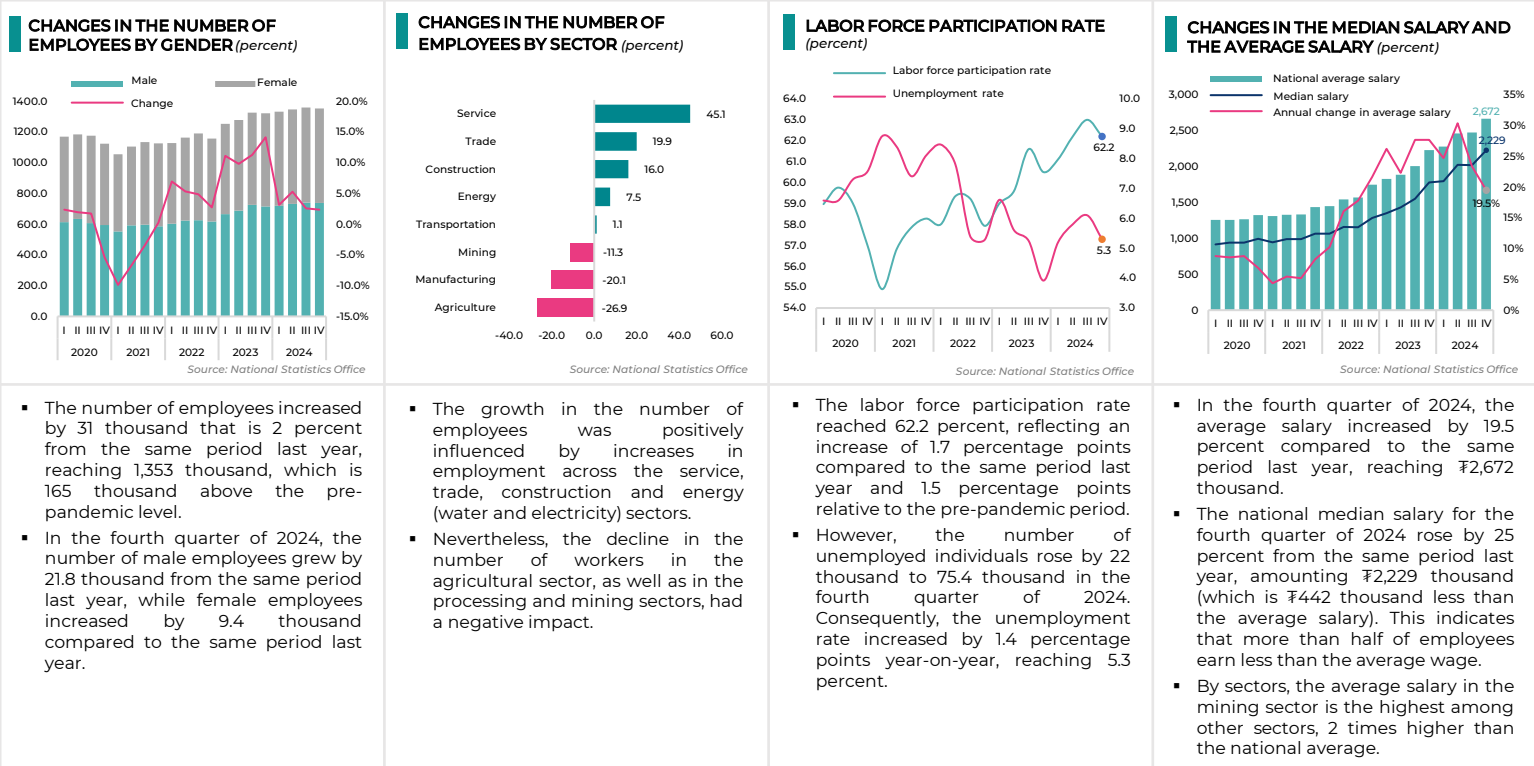 CHANGES IN THE NUMBER OF
EMPLOYEES BY GENDER (percent)
Male
Female
Change
1400.0
1200.0
1000.0
800.0
600.0
400.0
200.0
0.0
20.0%
15.0%
10.0%
5.0%
0.0%
-5.0%
-10.0%
-15.0%
I II III IV I II III IV I II III IV I II III IV I II III IV
2020 2021 2022 2023 2024
Source: National Statistics Office
▪ The number of employees increased
by 31 thousand that is 2 percent
from the same period last year,
reaching 1,353 thousand, which is
165 thousand above the pre-
pandemic level.
▪ In the fourth quarter of 2024, the
number of male employees grew by
21.8 thousand from the same period
last year, while female employees
increased by 9.4 thousand
compared to the same period last
year.
CHANGES IN THE NUMBER OF
EMPLOYEES BY SECTOR (percent)
Service 45.1
Trade 19.9
Construction 16.0
Energy 7.5
Transportation 1.1
Mining -11.3
Manufacturing -20.1
Agriculture -26.9
-40.0 -20.0 0.0 20.0 40.0 60.0
Source: National Statistics Office
▪ The growth in the number of
employees was positively
influenced by increases in
employment across the service,
trade, construction and energy
(water and electricity) sectors.
▪ Nevertheless, the decline in the
number of workers in the
agricultural sector, as well as in the
processing and mining sectors, had
a negative impact.
LABOR FORCE PARTICIPATION RATE
(percent)
Labor force participation rate
Unemployment rate
64.0
63.0
62.0
61.0
60.0
59.0
58.0
57.0
56.0
55.0
54.0
10.0
9.0
8.0
7.0
6.0
5.0
4.0
3.0
62.2
5.3
I II III IV I II III IV I II III IV I II III IV I II III IV
2020 2021 2022 2023 2024
Source: National Statistics Office
▪ The labor force participation rate
reached 62.2 percent, reflecting an
increase of 1.7 percentage points
compared to the same period last
year and 1.5 percentage points
relative to the pre-pandemic period.
▪ However, the number of
unemployed individuals rose by 22
thousand to 75.4 thousand in the
fourth quarter of 2024.
Consequently, the unemployment
rate increased by 1.4 percentage
points year-on-year, reaching 5.3
percent.
CHANGES IN THE MEDIAN SALARY AND
THE AVERAGE SALARY (percent)
National average salary
Median salary
Annual change in average salary
3,000
2,500
2,000
1,500
1,000
500
0
35%
30%
25%
20%
15%
10%
5%
0%
2,672
2,229
19.5%
I II III IV I II III IV I II III IV I II III IV I II III IV
2020 2021 2022 2023 2024
Source: National Statistics Office
▪ In the fourth quarter of 2024, the
average salary increased by 19.5
percent compared to the same
period last year, reaching ₮2,672
thousand.
▪ The national median salary for the
fourth quarter of 2024 rose by 25
percent from the same period last
year, amounting ₮2,229 thousand
(which is ₮442 thousand less than
the average salary). This indicates
that more than half of employees
earn less than the average wage.
▪ By sectors, the average salary in the
mining sector is the highest among
other sectors, 2 times higher than
the national average.